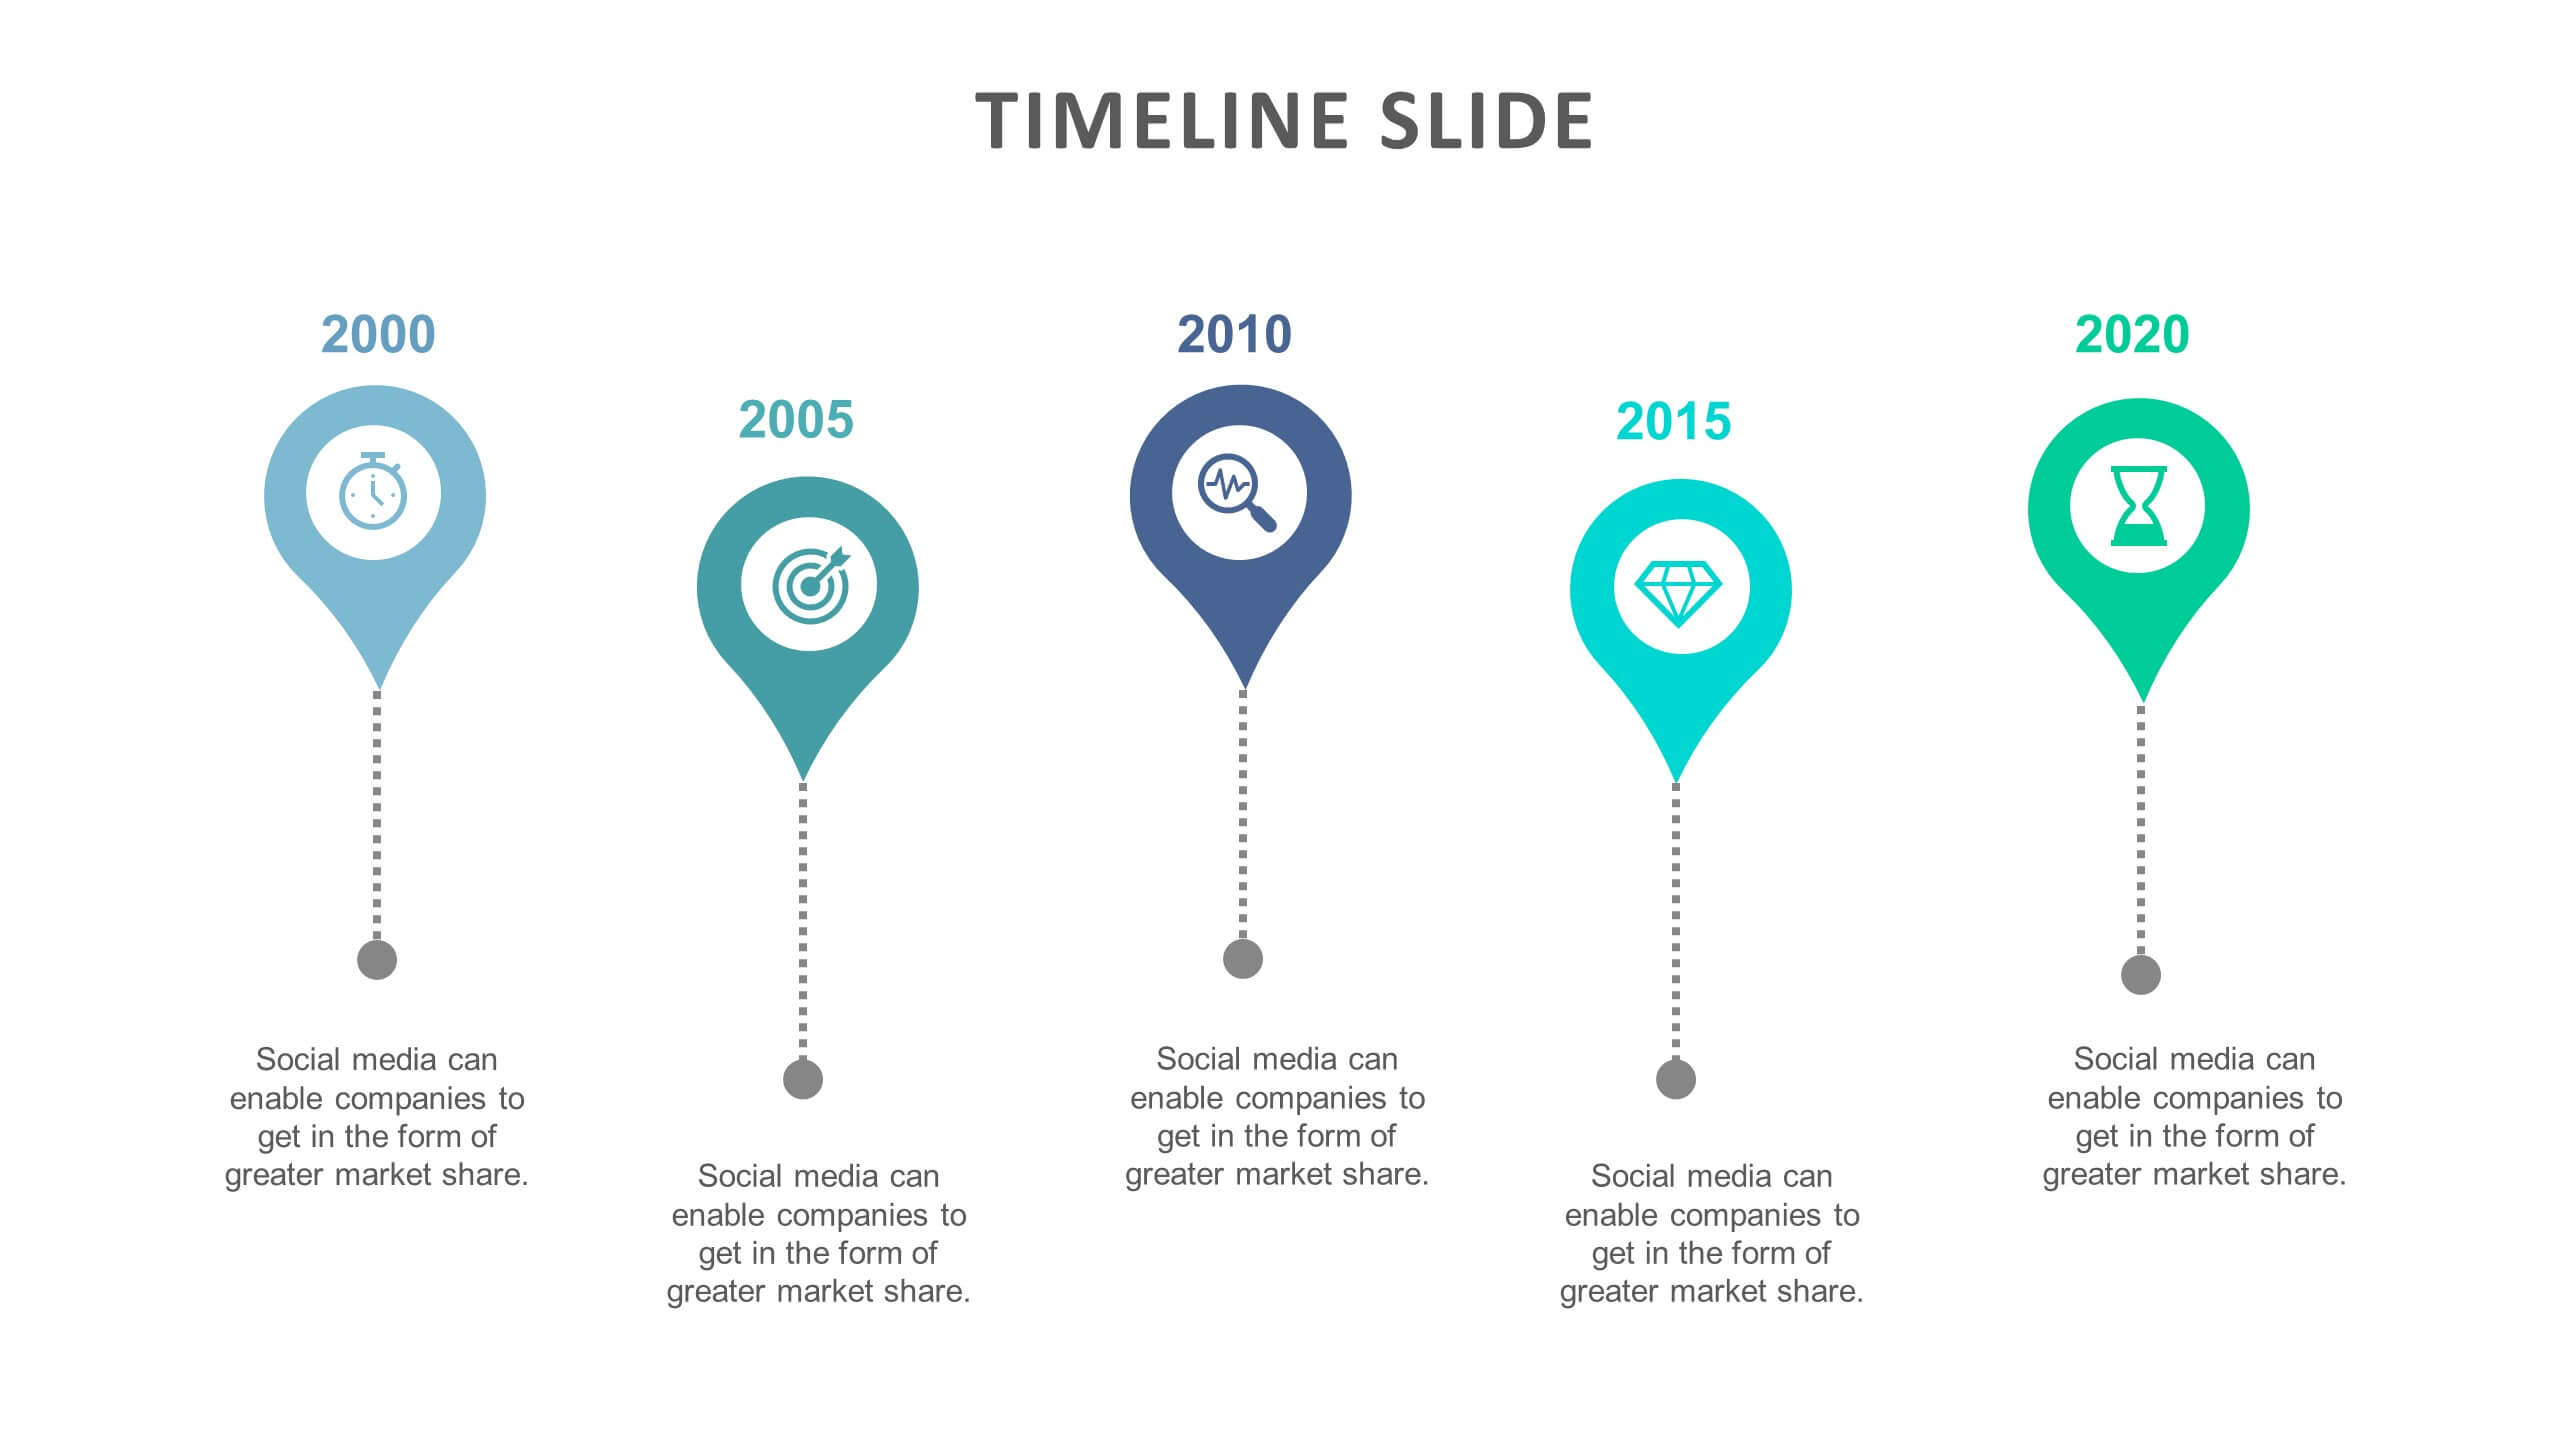 TIMELINE SLIDE
2000
Social media can
enable companies to
get in the form of
greater market share.
2005
Social media can
enable companies to
get in the form of
greater market share.
2010
Social media can
enable companies to
get in the form of
greater market share.
2015
Social media can
enable companies to
get in the form of
greater market share.
2020
Social media can
enable companies to
get in the form of
greater market share.